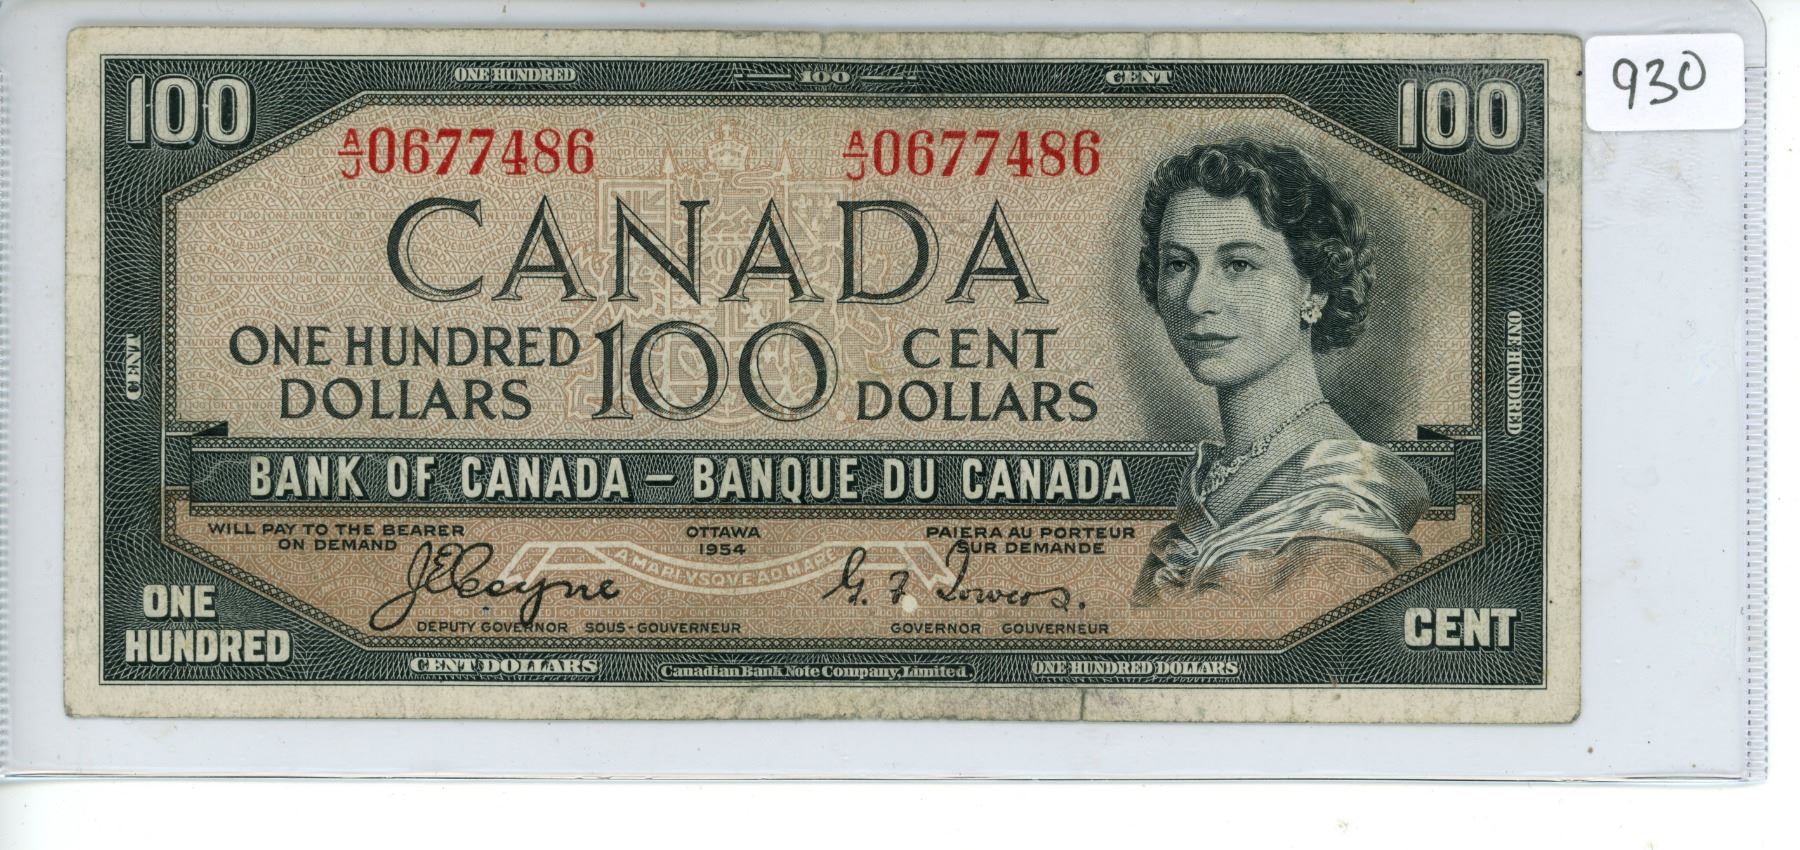 930
ONE HUNDRED 100 CENT
100 100
A/J 0677486 A/J 0677486
CANADA
ONE HUNDRED DOLLARS 100 CENT DOLLARS
CENT
ONE HUNDRED
BANK OF CANADA – BANQUE DU CANADA
WILL PAY TO THE BEARER ON DEMAND
OTTAWA
1954
PAIERA AU PORTEUR SUR DEMANDE
A MARI VSQVE AD MARE
J.E. Coyne
G. F. Towers.
DEPUTY GOVERNOR SOUS-GOUVERNEUR
GOVERNOR GOUVERNEUR
ONE HUNDRED
CENT
CENT DOLLARS Canadian Bank Note Company, Limited. ONE HUNDRED DOLLARS